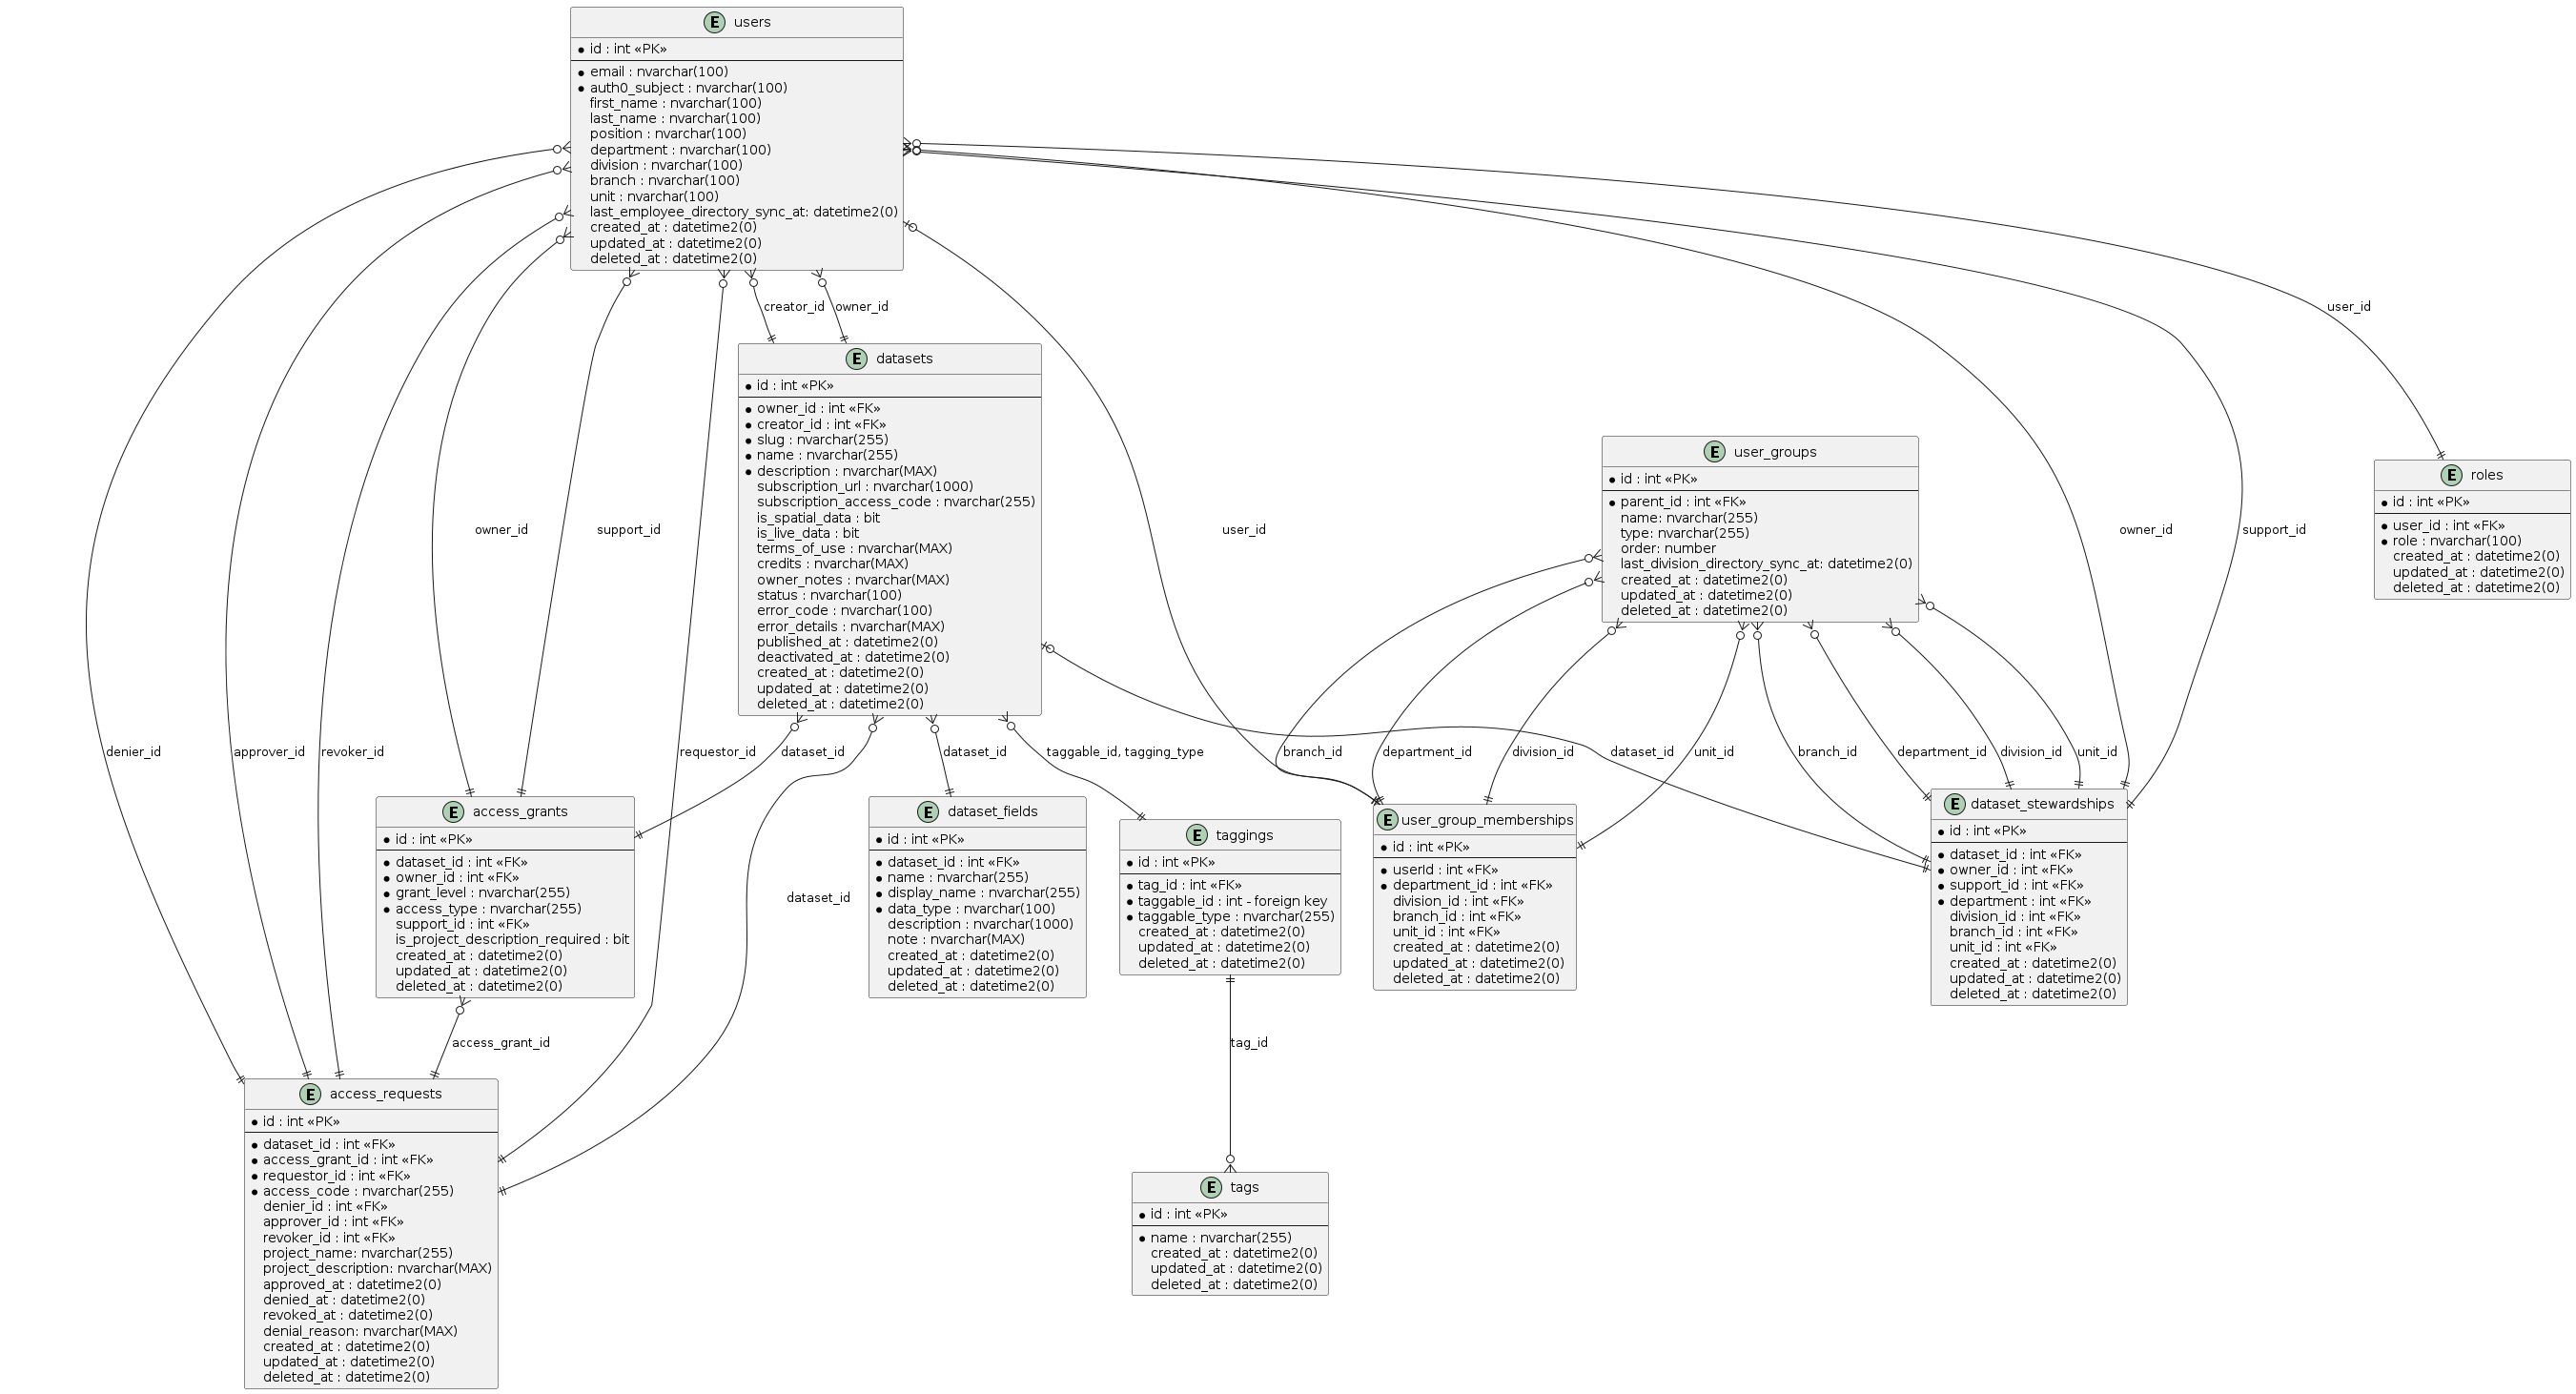 E users
id : int «PK»
email : nvarchar(100)
auth0_subject : nvarchar(100)
first_name : nvarchar(100)
last_name : nvarchar(100)
position : nvarchar(100)
department : nvarchar(100)
division : nvarchar(100)
branch : nvarchar(100)
unit : nvarchar(100)
last_employee_directory_sync_at: datetime2(0)
created_at : datetime2(0)
updated_at : datetime2(0)
deleted_at : datetime2(0)
creator_id
owner_id
user_id
E datasets
id : int «PK»
owner_id : int «FK»
creator_id : int «FK»
slug : nvarchar(255)
name : nvarchar(255)
description : nvarchar(MAX)
subscription_url : nvarchar(1000)
subscription_access_code : nvarchar(255)
is_spatial_data : bit
is_live_data : bit
terms_of_use : nvarchar(MAX)
credits : nvarchar(MAX)
owner_notes : nvarchar(MAX)
status : nvarchar(100)
error_code : nvarchar(100)
error_details : nvarchar(MAX)
published_at : datetime2(0)
deactivated_at : datetime2(0)
created_at : datetime2(0)
updated_at : datetime2(0)
deleted_at : datetime2(0)
E user_groups
id : int «PK»
parent_id : int «FK»
name: nvarchar(255)
type: nvarchar(255)
order: number
last_division_directory_sync_at: datetime2(0)
created_at : datetime2(0)
updated_at : datetime2(0)
deleted_at : datetime2(0)
E roles
id : int «PK»
user_id : int «FK»
role : nvarchar(100)
created_at : datetime2(0)
updated_at : datetime2(0)
deleted_at : datetime2(0)
owner_id
support_id
user_id
owner_id
support_id
denier_id
approver_id
revoker_id
requestor_id
dataset_id
dataset_id
taggable_id, tagging_type
branch_id
department_id
division_id
dataset_id
unit_id
branch_id
department_id
division_id
unit_id
E access_grants
id : int «PK»
dataset_id : int «FK»
owner_id : int «FK»
grant_level : nvarchar(255)
access_type : nvarchar(255)
support_id : int «FK»
is_project_description_required : bit
created_at : datetime2(0)
updated_at : datetime2(0)
deleted_at : datetime2(0)
dataset_id
E dataset_fields
id : int «PK»
dataset_id : int «FK»
name : nvarchar(255)
display_name : nvarchar(255)
data_type : nvarchar(100)
description : nvarchar(1000)
note : nvarchar(MAX)
created_at : datetime2(0)
updated_at : datetime2(0)
deleted_at : datetime2(0)
E taggings
id : int «PK»
tag_id : int «FK»
taggable_id : int - foreign key
taggable_type : nvarchar(255)
created_at : datetime2(0)
updated_at : datetime2(0)
deleted_at : datetime2(0)
E user_group_memberships
id : int «PK»
userId : int «FK»
department_id : int «FK»
division_id : int «FK»
branch_id : int «FK»
unit_id : int «FK»
created_at : datetime2(0)
updated_at : datetime2(0)
deleted_at : datetime2(0)
E dataset_stewardships
id : int «PK»
dataset_id : int «FK»
owner_id : int «FK»
support_id : int «FK»
department : int «FK»
division_id : int «FK»
branch_id : int «FK»
unit_id : int «FK»
created_at : datetime2(0)
updated_at : datetime2(0)
deleted_at : datetime2(0)
access_grant_id
tag_id
E access_requests
id : int «PK»
dataset_id : int «FK»
access_grant_id : int «FK»
requestor_id : int «FK»
access_code : nvarchar(255)
denier_id : int «FK»
approver_id : int «FK»
revoker_id : int «FK»
project_name: nvarchar(255)
project_description: nvarchar(MAX)
approved_at : datetime2(0)
denied_at : datetime2(0)
revoked_at : datetime2(0)
denial_reason: nvarchar(MAX)
created_at : datetime2(0)
updated_at : datetime2(0)
deleted_at : datetime2(0)
E tags
id : int «PK»
name : nvarchar(255)
created_at : datetime2(0)
updated_at : datetime2(0)
deleted_at : datetime2(0)